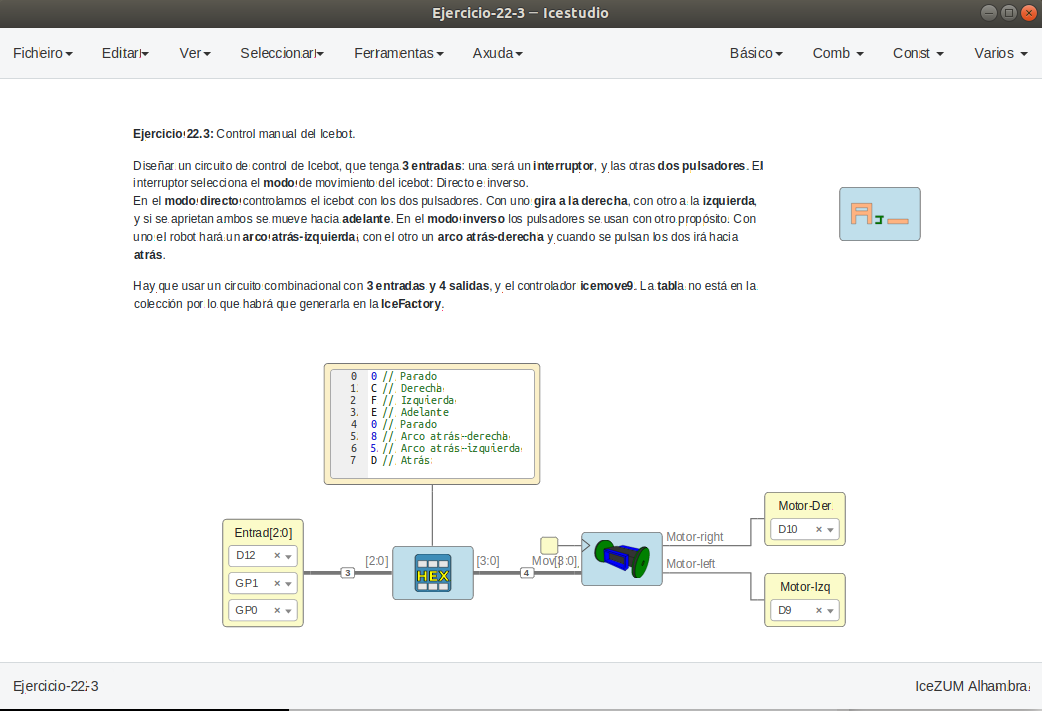 Ejercicio-22-3 — Icestudio
Ficheiro Editar Ver Seleccionar Ferramentas Axuda Básico Comb Const Varios
Ejercicio 22.3: Control manual del Icebot.
Diseñar un circuito de control de Icebot, que tenga 3 entradas: una será un interruptor, y las otras dos pulsadores. El
interruptor selecciona el modo de movimiento del icebot: Directo e inverso.
En el modo directo controlamos el icebot con los dos pulsadores. Con uno gira a la derecha, con otro a la izquierda,
y si se aprietan ambos se mueve hacia adelante. En el modo inverso los pulsadores se usan con otro propósito. Con
uno el robot hará un arco atrás-izquierda, con el otro un arco atrás-derecha y cuando se pulsan los dos irá hacia
atrás.
Hay que usar un circuito combinacional con 3 entradas y 4 salidas, y el controlador icemove9. La tabla no está en la
colección por lo que habrá que generarla en la IceFactory.
0 0 // Parado
1 C // Derecha
2 F // Izquierda
3 E // Adelante
4 0 // Parado
5 8 // Arco atrás-derecha
6 5 // Arco atrás-izquierda
7 D // Atrás
Entrad[2:0]
D12
GP1
GP0
[2:0]
3
HEX
[3:0]
4
Mov[3:0]
Motor-right
Motor-left
Motor-Der
D10
Motor-Izq
D9
Ejercicio-22-3
IceZUM Alhambra